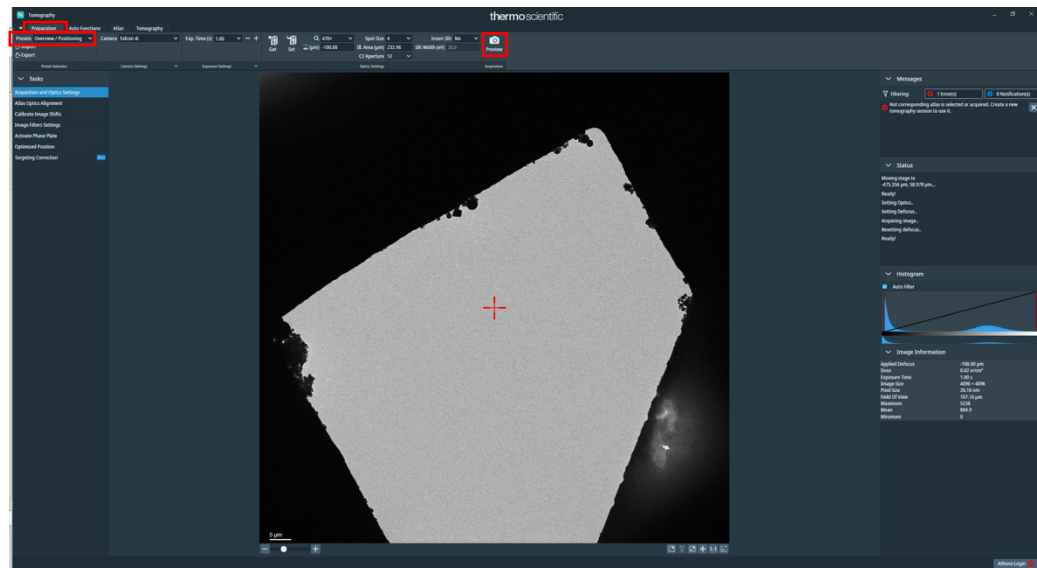 Tomography
thermo scientific
Preparation Auto Functions Atlas Tomography
Presets Overview / Positioning
Import
Export
Preset Selection
Camera Falcon 4i
Camera Settings
Exp. Time (s) 1.00
Exposure Settings
Get
Set
470×
(µm) -100.00
Spot Size 4
Ill. Area (µm) 232.96
C2 Aperture 50
Insert Slit No
Slit Width (eV) 20.0
Optics Settings
Preview
Acquisition
Tasks
Acquisition and Optics Settings
Atlas Optics Alignment
Calibrate Image Shifts
Image Filters Settings
Activate Phase Plate
Optimized Position
Targeting Correction Beta
5 µm
1:1
Messages
Filtering: 1 Error(s) 0 Notification(s)
Not corresponding atlas is selected or acquired. Create a new
tomography session to use it.
Status
Moving stage to
-475.356 µm, 58.978 µm...
Ready!
Setting Optics..
Setting Defocus..
Acquiring image..
Resetting defocus..
Ready!
Histogram
Auto Filter
Image Information
Applied Defocus -100.00 µm
Dose 0.02 e/nm²
Exposure Time 1.00 s
Image Size 4096 × 4096
Pixel Size 26.16 nm
Field Of View 107.16 µm
Maximum 5238
Mean 884.9
Minimum 0
Athena Login